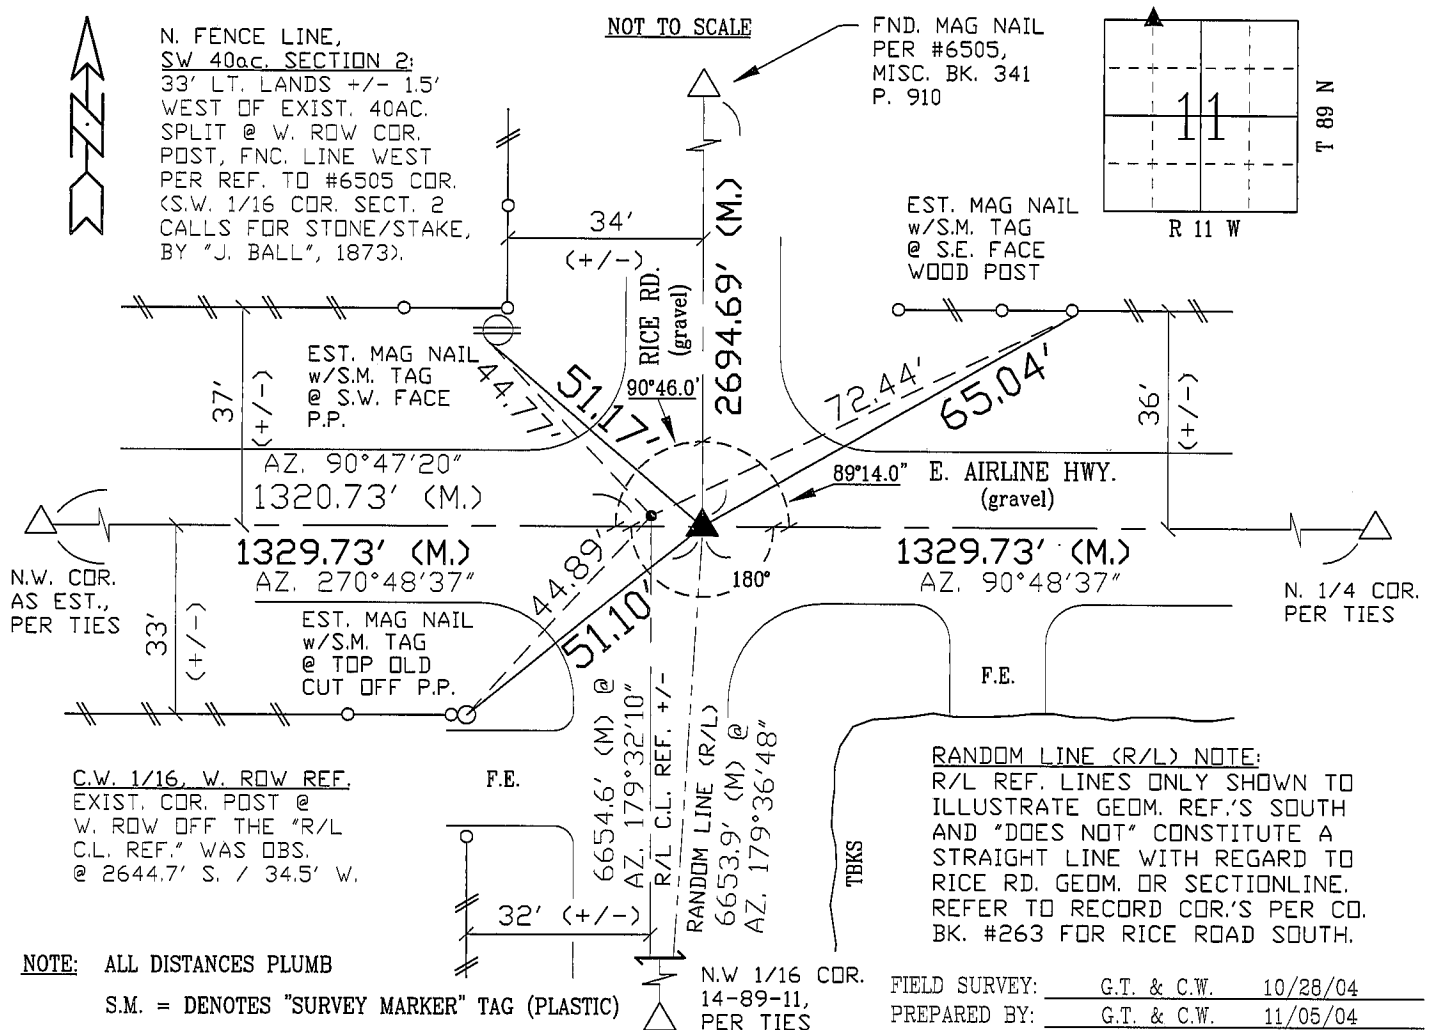 NOT TO SCALE
N. FENCE LINE,
SW 40ac. SECTION 2:
33' LT. LANDS +/- 1.5'
WEST OF EXIST. 40AC.
SPLIT @ W. ROW COR.
POST, FNC. LINE WEST
PER REF. TO #6505 COR.
(S.W. 1/16 COR. SECT. 2
CALLS FOR STONE/STAKE,
BY "J. BALL", 1873).
FND. MAG NAIL
PER #6505,
MISC. BK. 341
P. 910
11
T 89 N
R 11 W
EST. MAG NAIL
w/S.M. TAG
@ S.E. FACE
WOOD POST
34'
(+/-)
RICE RD.
(gravel)
2694.69' (M.)
90°46.0'
EST. MAG NAIL
w/S.M. TAG
@ S.W. FACE
P.P.
44.77'
51.17'
72.44'
65.04'
37'
(+/-)
36'
(+/-)
AZ. 90°47'20"
1320.73' (M.)
89°14.0"
E. AIRLINE HWY.
(gravel)
1329.73' (M.)
AZ. 270°48'37"
1329.73' (M.)
AZ. 90°48'37"
180°
N.W. COR.
AS EST.,
PER TIES
N. 1/4 COR.
PER TIES
33'
(+/-)
44.89'
51.10'
EST. MAG NAIL
w/S.M. TAG
@ TOP OLD
CUT OFF P.P.
F.E.
F.E.
6654.6' (M) @
AZ. 179°32'10"
R/L C.L. REF. +/-
RANDOM LINE (R/L)
6653.9' (M) @
AZ. 179°36'48"
TBKS
C.W. 1/16, W. ROW REF.
EXIST. COR. POST @
W. ROW OFF THE "R/L
C.L. REF." WAS OBS.
@ 2644.7' S. / 34.5' W.
RANDOM LINE (R/L) NOTE:
R/L REF. LINES ONLY SHOWN TO
ILLUSTRATE GEOM. REF.'S SOUTH
AND "DOES NOT" CONSTITUTE A
STRAIGHT LINE WITH REGARD TO
RICE RD. GEOM. OR SECTIONLINE.
REFER TO RECORD COR.'S PER CO.
BK. #263 FOR RICE ROAD SOUTH.
32' (+/-)
NOTE: ALL DISTANCES PLUMB
S.M. = DENOTES "SURVEY MARKER" TAG (PLASTIC)
N.W 1/16 COR.
14-89-11,
PER TIES
FIELD SURVEY: G.T. & C.W. 10/28/04
PREPARED BY: G.T. & C.W. 11/05/04